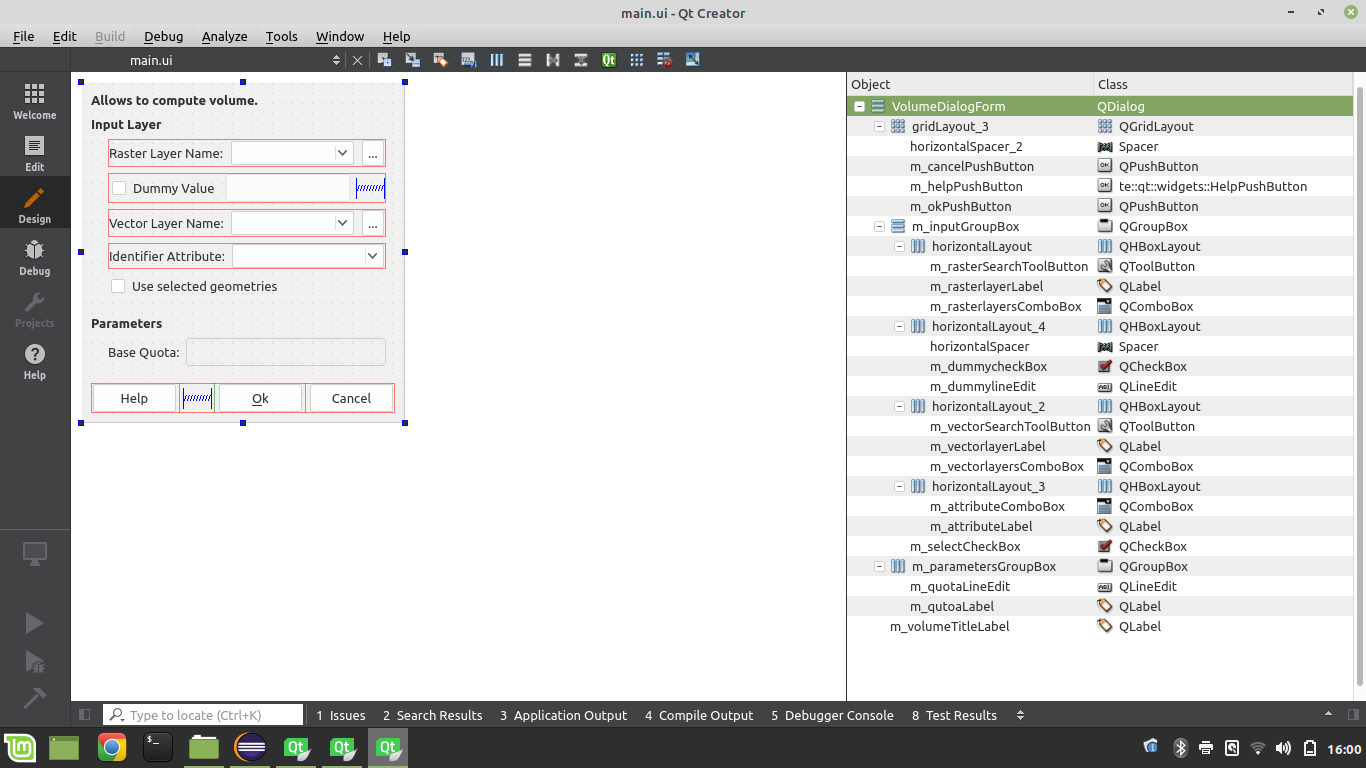 main.ui - Qt Creator
File Edit Build Debug Analyze Tools Window Help
main.ui
Welcome
Edit
Design
Debug
Projects
Help
Allows to compute volume.
Input Layer
Raster Layer Name: ...
Dummy Value
Vector Layer Name: ...
Identifier Attribute:
Use selected geometries
Parameters
Base Quota:
Help Ok Cancel
Object Class
VolumeDialogForm QDialog
gridLayout_3 QGridLayout
horizontalSpacer_2 Spacer
m_cancelPushButton QPushButton
m_helpPushButton te::qt::widgets::HelpPushButton
m_okPushButton QPushButton
m_inputGroupBox QGroupBox
horizontalLayout QHBoxLayout
m_rasterSearchToolButton QToolButton
m_rasterlayerLabel QLabel
m_rasterlayersComboBox QComboBox
horizontalLayout_4 QHBoxLayout
horizontalSpacer Spacer
m_dummycheckBox QCheckBox
m_dummylineEdit QLineEdit
horizontalLayout_2 QHBoxLayout
m_vectorSearchToolButton QToolButton
m_vectorlayerLabel QLabel
m_vectorlayersComboBox QComboBox
horizontalLayout_3 QHBoxLayout
m_attributeComboBox QComboBox
m_attributeLabel QLabel
m_selectCheckBox QCheckBox
m_parametersGroupBox QGroupBox
m_quotaLineEdit QLineEdit
m_qutoaLabel QLabel
m_volumeTitleLabel QLabel
Type to locate (Ctrl+K) 1 Issues 2 Search Results 3 Application Output 4 Compile Output 5 Debugger Console 8 Test Results
16:00